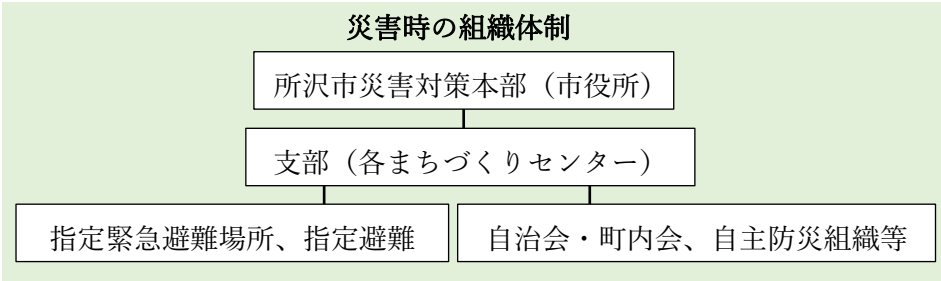 災害時の組織体制
所沢市災害対策本部（市役所）
支部（各まちづくりセンター）
指定緊急避難場所、指定避難
自治会・町内会、自主防災組織等